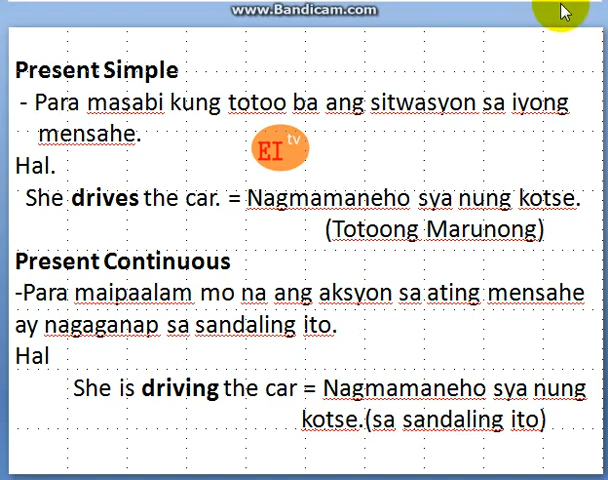 www.Bandicam.com
Present Simple
- Para masabi kung totoo ba ang sitwasyon sa iyong
mensahe.
EI tv
Hal.
She drives the car. = Nagmamaneho sya nung kotse.
(Totoong Marunong)
Present Continuous
-Para maipaalam mo na ang aksyon sa ating mensahe
ay nagaganap sa sandaling ito.
Hal
She is driving the car = Nagmamaneho sya nung
kotse.(sa sandaling ito)